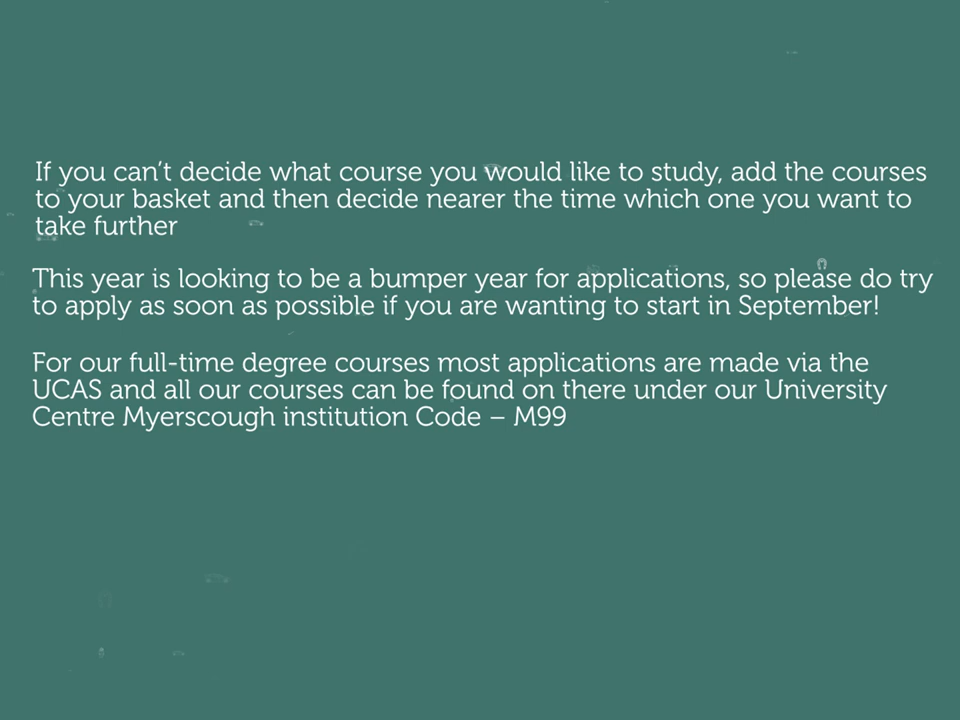 If you can’t decide what course you would like to study, add the courses
to your basket and then decide nearer the time which one you want to
take further
This year is looking to be a bumper year for applications, so please do try
to apply as soon as possible if you are wanting to start in September!
For our full-time degree courses most applications are made via the
UCAS and all our courses can be found on there under our University
Centre Myerscough institution Code – M99